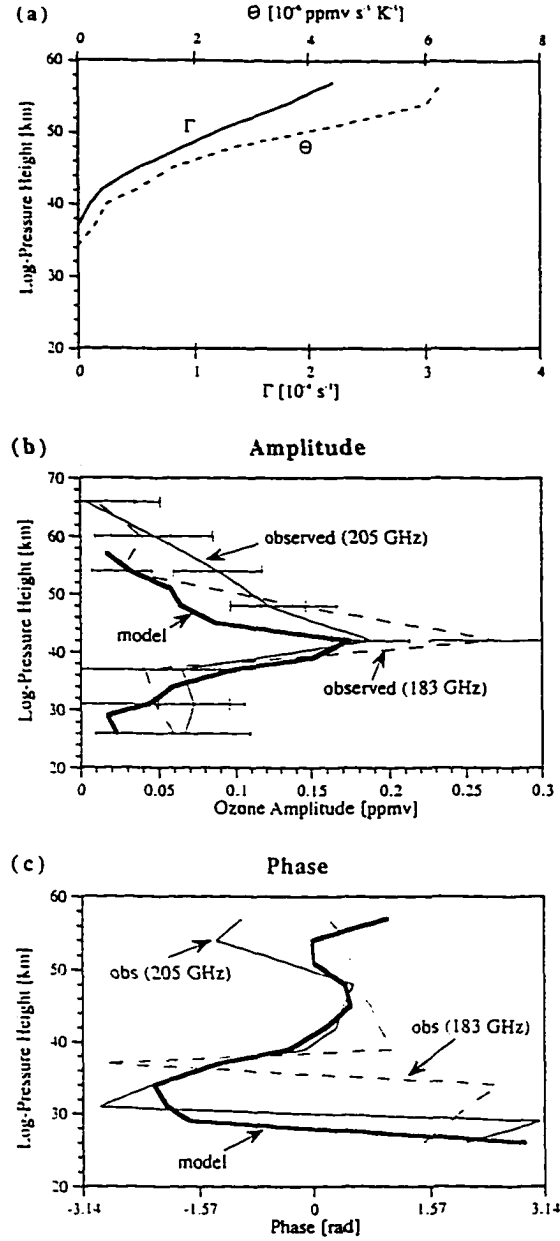 (a)
Θ [10⁻⁶ ppmv s⁻¹ K⁻¹]
0 2 4 6 8
60
50
40
30
20
Log-Pressure Height [km]
Γ
Θ
0 1 2 3 4
Γ [10⁻⁶ s⁻¹]
(b) Amplitude
70
60
50
40
30
20
Log-Pressure Height [km]
observed (205 GHz)
model
observed (183 GHz)
0 0.05 0.1 0.15 0.2 0.25 0.3
Ozone Amplitude [ppmv]
(c) Phase
60
50
40
30
20
Log-Pressure Height [km]
obs (205 GHz)
obs (183 GHz)
model
-3.14 -1.57 0 1.57 3.14
Phase [rad]